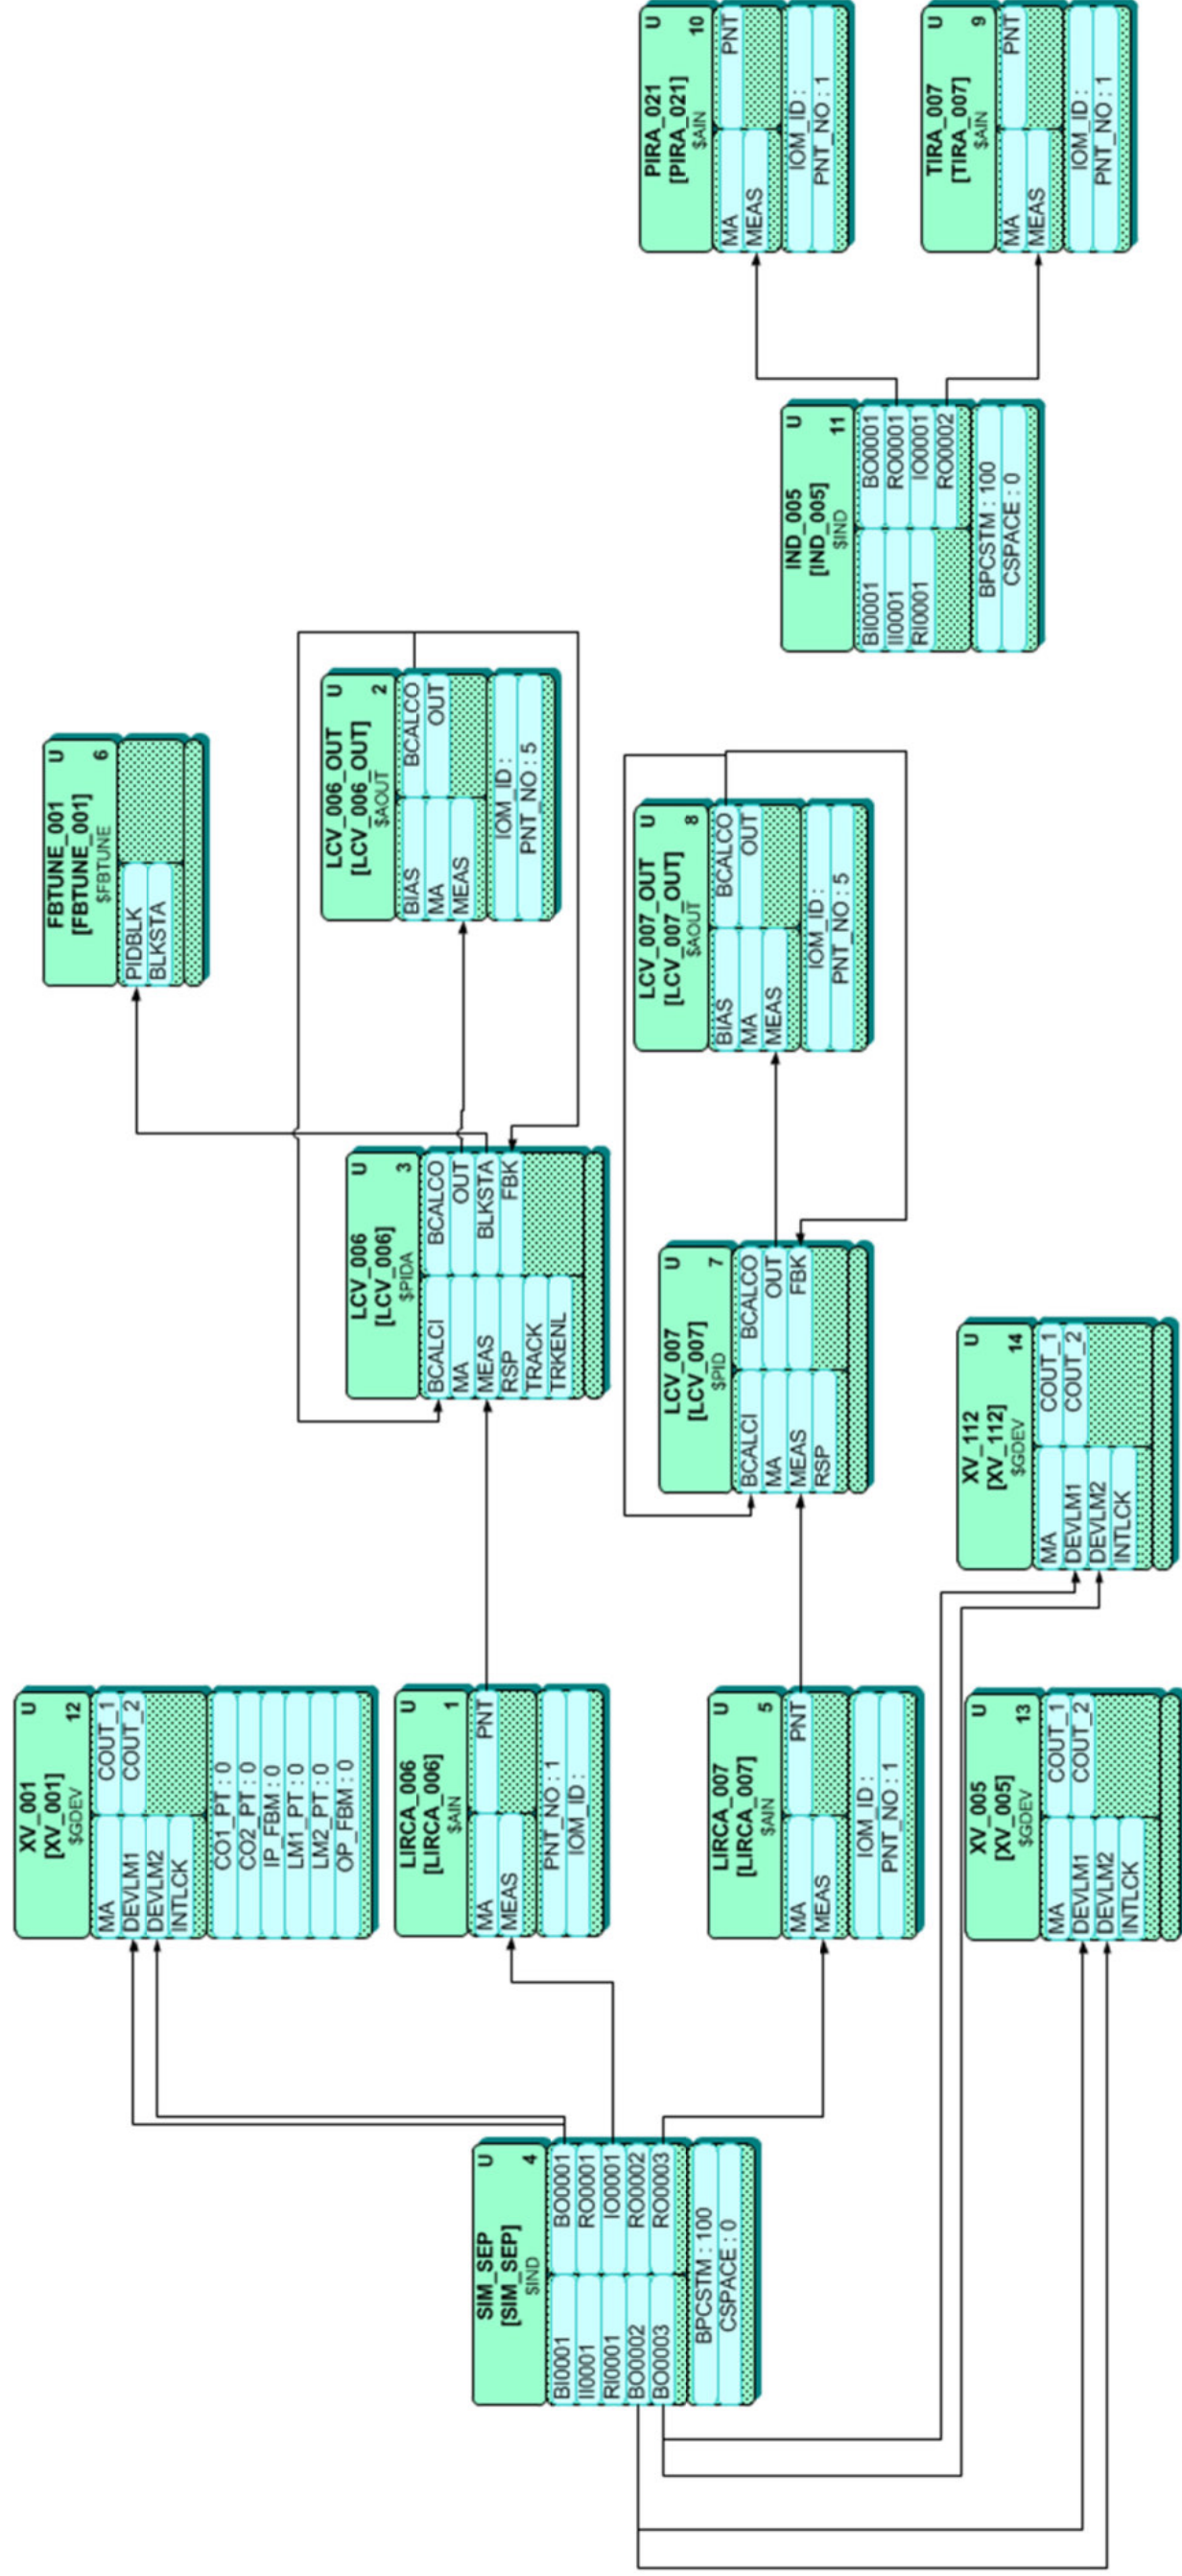 XV_001
[XV_001]
$GDEV
U
12
MA
DEVLM1
DEVLM2
INTLCK
COUT_1
COUT_2
CO1_PT : 0
CO2_PT : 0
IP_FBM : 0
LM1_PT : 0
LM2_PT : 0
OP_FBM : 0
FBTUNE_001
[FBTUNE_001]
$FBTUNE
U
6
PIDBLK
BLKSTA
LCV_006_OUT
[LCV_006_OUT]
$AOUT
U
2
BIAS
MA
MEAS
BCALCO
OUT
IOM_ID :
PNT_NO : 5
LCV_006
[LCV_006]
$PIDA
U
3
BCALCI
MA
MEAS
RSP
TRACK
TRKENL
BCALCO
OUT
BLKSTA
FBK
LIRCA_006
[LIRCA_006]
$AIN
U
1
MA
MEAS
PNT
PNT_NO : 1
IOM_ID :
SIM_SEP
[SIM_SEP]
$IND
U
4
BI0001
II0001
RI0001
BO0002
BO0003
BO0001
RO0001
IO0001
RO0002
RO0003
BPCSTM : 100
CSPACE : 0
LCV_007_OUT
[LCV_007_OUT]
$AOUT
U
8
BIAS
MA
MEAS
BCALCO
OUT
IOM_ID :
PNT_NO : 5
LCV_007
[LCV_007]
$PID
U
7
BCALCI
MA
MEAS
RSP
BCALCO
OUT
FBK
LIRCA_007
[LIRCA_007]
$AIN
U
5
MA
MEAS
PNT
IOM_ID :
PNT_NO : 1
PIRA_021
[PIRA_021]
$AIN
U
10
MA
MEAS
PNT
IOM_ID :
PNT_NO : 1
IND_005
[IND_005]
$IND
U
11
BI0001
II0001
RI0001
BO0001
RO0001
IO0001
RO0002
BPCSTM : 100
CSPACE : 0
TIRA_007
[TIRA_007]
$AIN
U
9
MA
MEAS
PNT
IOM_ID :
PNT_NO : 1
XV_112
[XV_112]
$GDEV
U
14
MA
DEVLM1
DEVLM2
INTLCK
COUT_1
COUT_2
XV_005
[XV_005]
$GDEV
U
13
MA
DEVLM1
DEVLM2
INTLCK
COUT_1
COUT_2